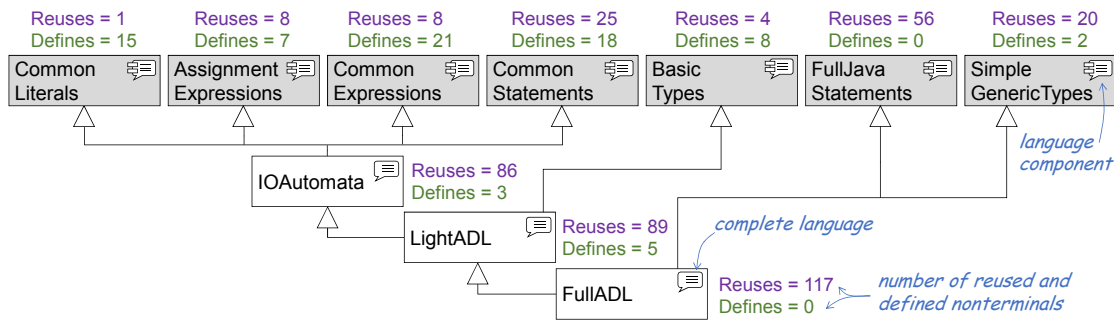 Reuses = 1
Defines = 15
Common
Literals
Reuses = 8
Defines = 7
Assignment
Expressions
Reuses = 8
Defines = 21
Common
Expressions
Reuses = 25
Defines = 18
Common
Statements
Reuses = 4
Defines = 8
Basic
Types
Reuses = 56
Defines = 0
FullJava
Statements
Reuses = 20
Defines = 2
Simple
GenericTypes
language
component
IOAutomata
Reuses = 86
Defines = 3
LightADL
Reuses = 89
Defines = 5
complete language
FullADL
Reuses = 117
Defines = 0
number of reused and
defined nonterminals